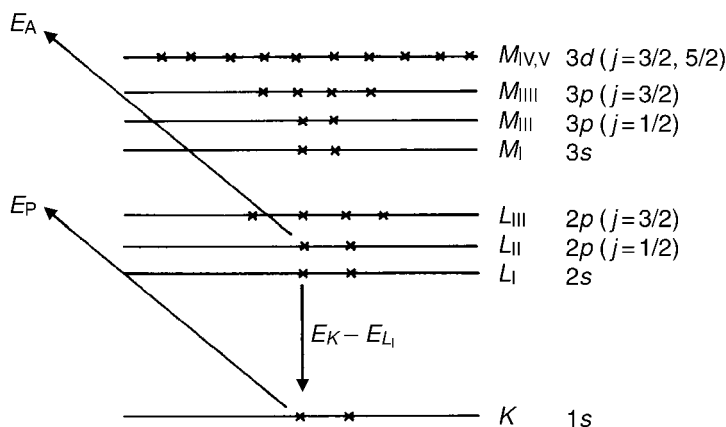 E_A
M_IV,V 3d (j=3/2, 5/2)
M_IIII 3p (j=3/2)
M_III 3p (j=1/2)
M_I 3s
E_P
L_III 2p (j=3/2)
L_II 2p (j=1/2)
L_I 2s
E_K − E_L_I
K 1s